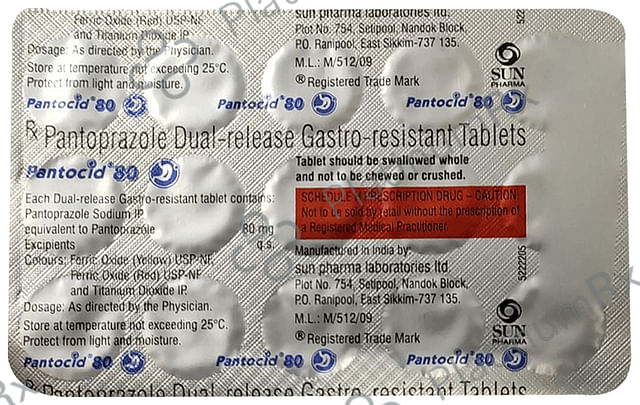 Ferric Oxide (Red) USP-NF
and Titanium Dioxide IP
Dosage: As directed by the Physician.
Store at temperature not exceeding 25°C.
Protect from light and moisture.
sun pharma laboratories ltd.
Plot No. 754, Setipool, Nandok Block,
P.O. Ranipool, East Sikkim-737 135.
M.L.: M/512/09
® Registered Trade Mark
522
SUN
PHARMA
Pantocid® 80 Pantocid® 80 Pantocid® 80
Rx Pantoprazole Dual-release Gastro-resistant Tablets
Pantocid® 80
Each Dual-release Gastro-resistant tablet contains:
Pantoprazole Sodium IP
equivalent to Pantoprazole 80 mg
Excipients q.s.
Colours: Ferric Oxide (Yellow) USP-NF,
Ferric Oxide (Red) USP-NF
and Titanium Dioxide IP.
Dosage: As directed by the Physician.
Store at temperature not exceeding 25°C.
Protect from light and moisture.
Tablet should be swallowed whole
and not to be chewed or crushed.
SCHEDULE PRESCRIPTION DRUG – CAUTION
Not to be sold by retail without the prescription of
a Registered Medical Practitioner.
Manufactured in India by:
sun pharma laboratories ltd.
Plot No. 754, Setipool, Nandok Block,
P.O. Ranipool, East Sikkim-737 135.
M.L.: M/512/09
® Registered Trade Mark
5222205
SUN
PHARMA
Pantocid® 80 Pantocid® 80 Pantocid® 80
Rx Pantoprazole Dual-release Gastro-resistant Tablets